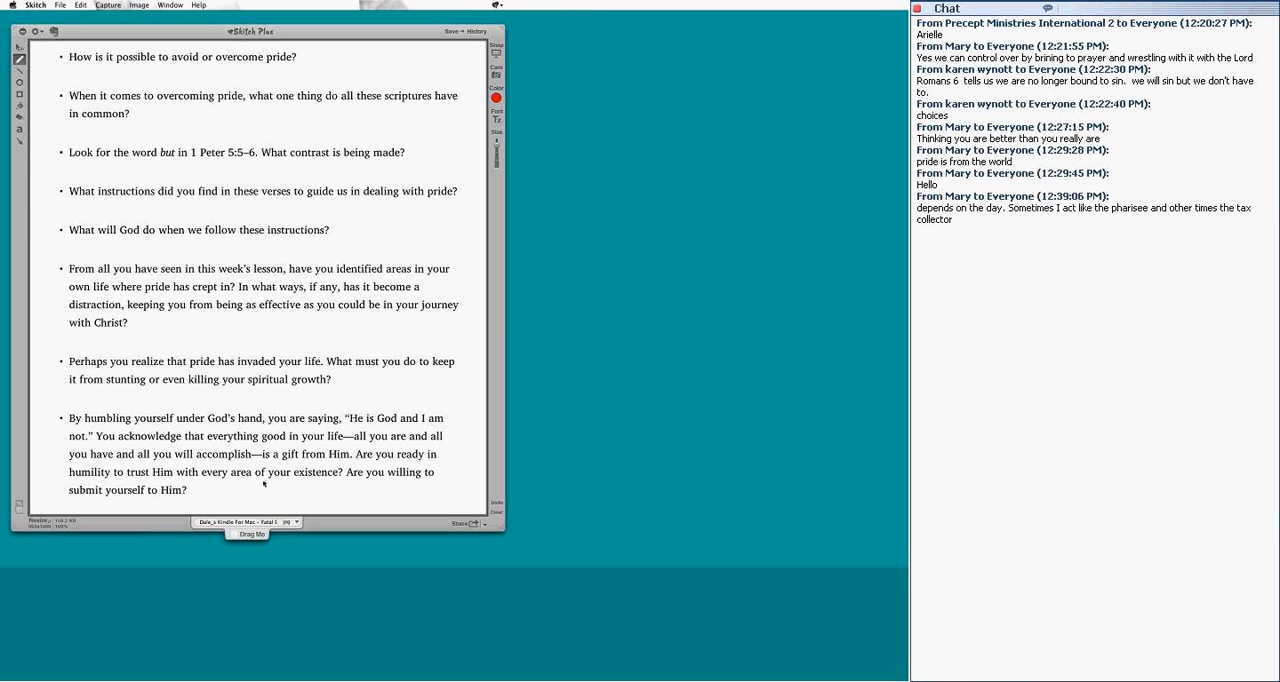 Skitch File Edit Capture Image Window Help
Skitch Plus
Save History
• How is it possible to avoid or overcome pride?
• When it comes to overcoming pride, what one thing do all these scriptures have
in common?
• Look for the word but in 1 Peter 5:5–6. What contrast is being made?
• What instructions did you find in these verses to guide us in dealing with pride?
• What will God do when we follow these instructions?
• From all you have seen in this week's lesson, have you identified areas in your
own life where pride has crept in? In what ways, if any, has it become a
distraction, keeping you from being as effective as you could be in your journey
with Christ?
• Perhaps you realize that pride has invaded your life. What must you do to keep
it from stunting or even killing your spiritual growth?
• By humbling yourself under God's hand, you are saying, “He is God and I am
not.” You acknowledge that everything good in your life—all you are and all
you have and all you will accomplish—is a gift from Him. Are you ready in
humility to trust Him with every area of your existence? Are you willing to
submit yourself to Him?
Snap
Cam
Color
Font
Tz
Size
Undo
Clear
Dale_s Kindle For Mac – Fatal
Share
Drag Me
Chat
From Precept Ministries International 2 to Everyone (12:20:27 PM):
Arielle
From Mary to Everyone (12:21:55 PM):
Yes we can control over by brining to prayer and wrestling with it with the Lord
From karen wynott to Everyone (12:22:30 PM):
Romans 6 tells us we are no longer bound to sin. we will sin but we don't have
to.
From karen wynott to Everyone (12:22:40 PM):
choices
From Mary to Everyone (12:27:15 PM):
Thinking you are better than you really are
From Mary to Everyone (12:29:28 PM):
pride is from the world
From Mary to Everyone (12:29:45 PM):
Hello
From Mary to Everyone (12:39:06 PM):
depends on the day. Sometimes I act like the pharisee and other times the tax
collector